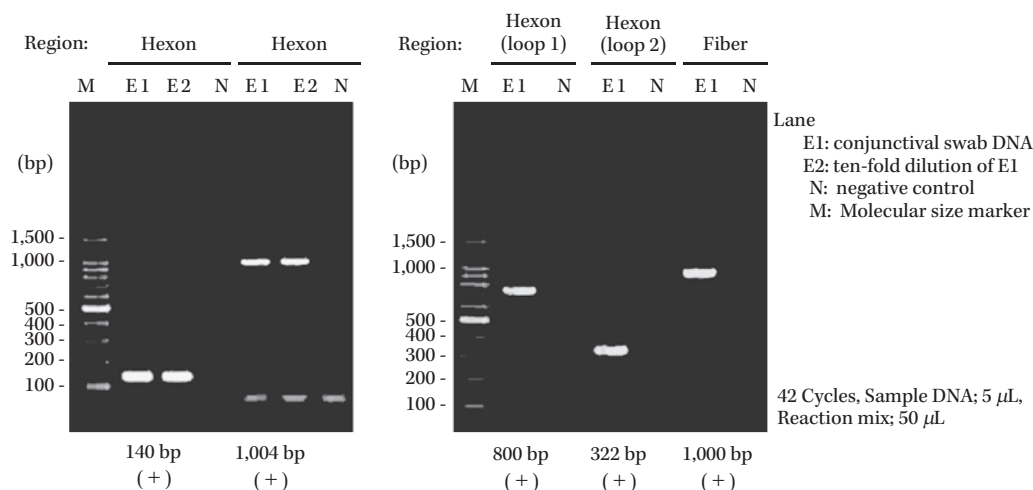 Region: Hexon Hexon
M E1 E2 N E1 E2 N
(bp)
1,500 -
1,000 -
500 -
400 -
300 -
200 -
100 -
140 bp 1,004 bp
(+) (+)
Region: Hexon (loop 1) Hexon (loop 2) Fiber
M E1 N E1 N E1 N
(bp)
1,500 -
1,000 -
500 -
400 -
300 -
200 -
100 -
800 bp 322 bp 1,000 bp
(+) (+) (+)
Lane
E1: conjunctival swab DNA
E2: ten-fold dilution of E1
N: negative control
M: Molecular size marker
42 Cycles, Sample DNA; 5 μL,
Reaction mix; 50 μL